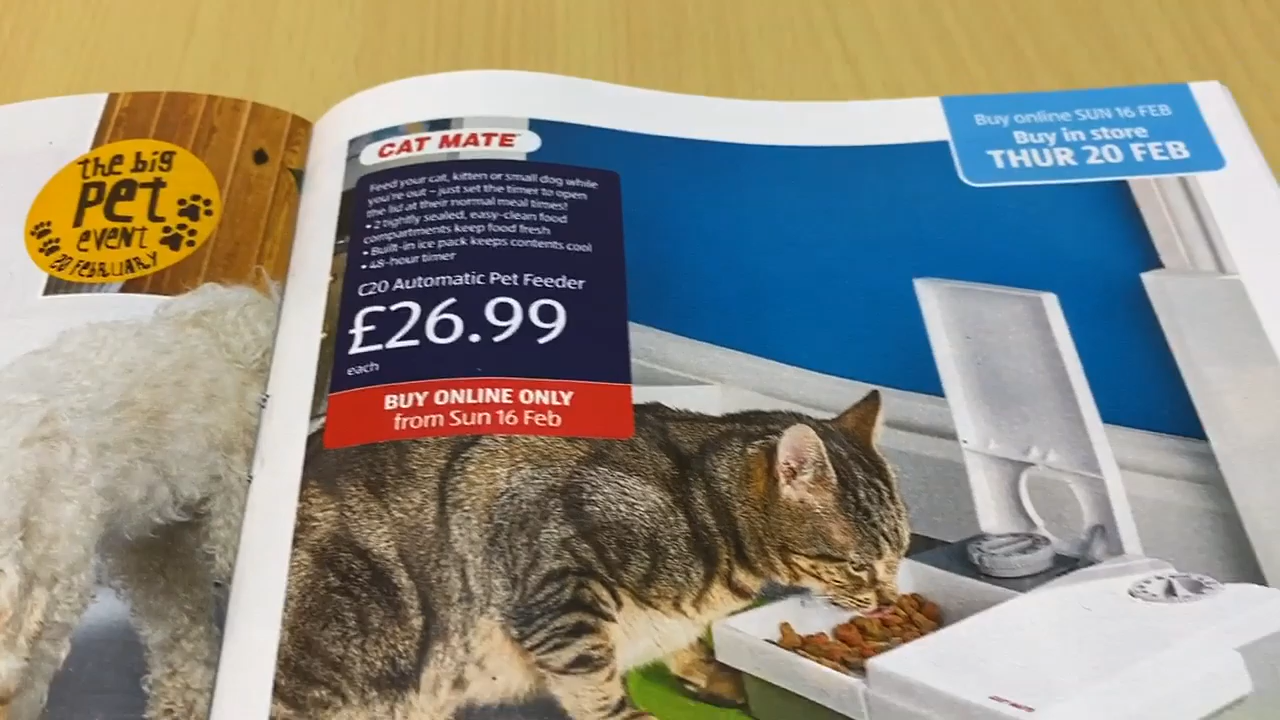 the big
Pet
event
20 FEBRUARY
CAT MATE
Feed your cat, kitten or small dog while
you're out – just set the timer to open
the lid at their normal meal times!
• 2 tightly sealed, easy-clean food
compartments keep food fresh
• Built-in ice pack keeps contents cool
• 48-hour timer
C20 Automatic Pet Feeder
£26.99
each
BUY ONLINE ONLY
from Sun 16 Feb
Buy online SUN 16 FEB
Buy in store
THUR 20 FEB